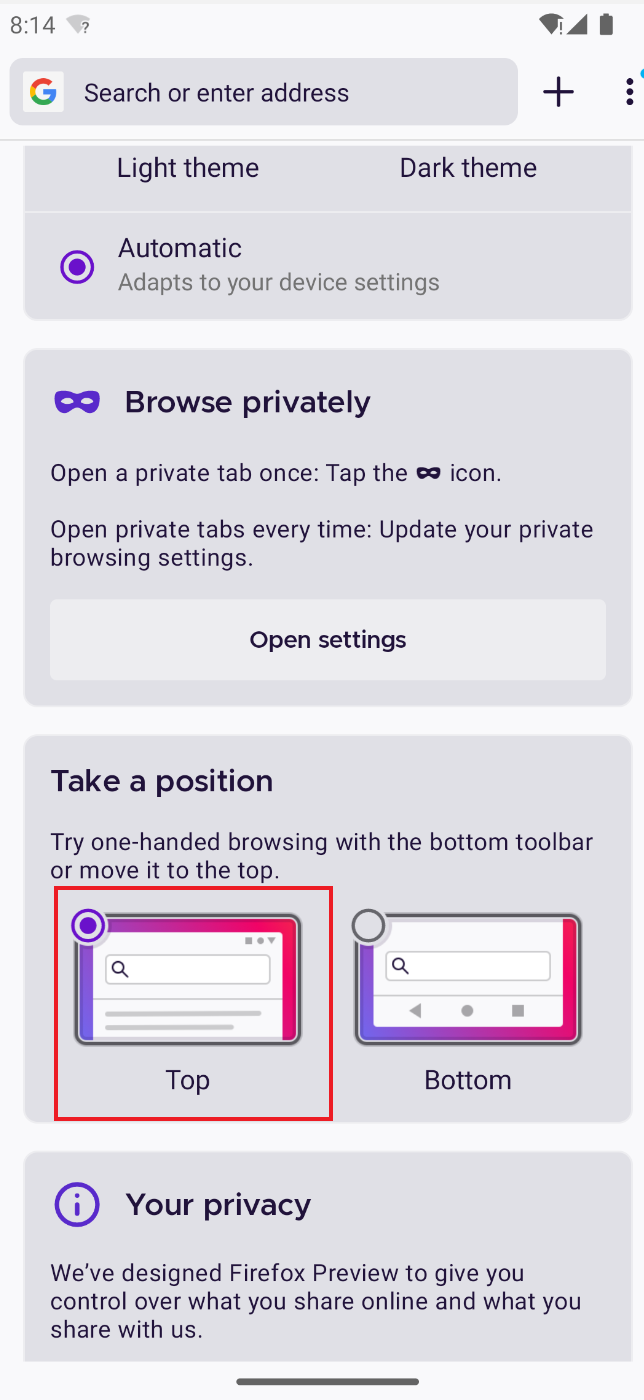 8:14
Search or enter address
Light theme
Dark theme
Automatic
Adapts to your device settings
Browse privately
Open a private tab once: Tap the icon.
Open private tabs every time: Update your private
browsing settings.
Open settings
Take a position
Try one-handed browsing with the bottom toolbar
or move it to the top.
Top
Bottom
Your privacy
We’ve designed Firefox Preview to give you
control over what you share online and what you
share with us.